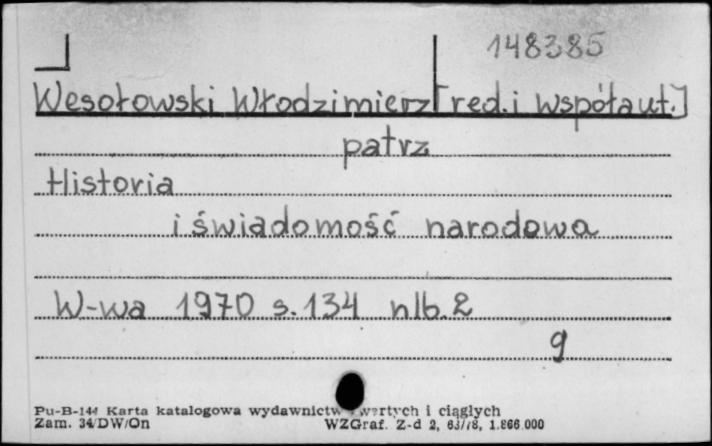 148385
Wesołowski Włodzimierz [red. i współaut.]
patrz
Historia
i świadomość narodowa
W-wa 1970 s. 134 nlb. 2
g
Pu-B-144 Karta katalogowa wydawnictw zwartych i ciągłych
Zam. 34/DW/On WZGraf. Z-d 2, 63/78, 1.866.000